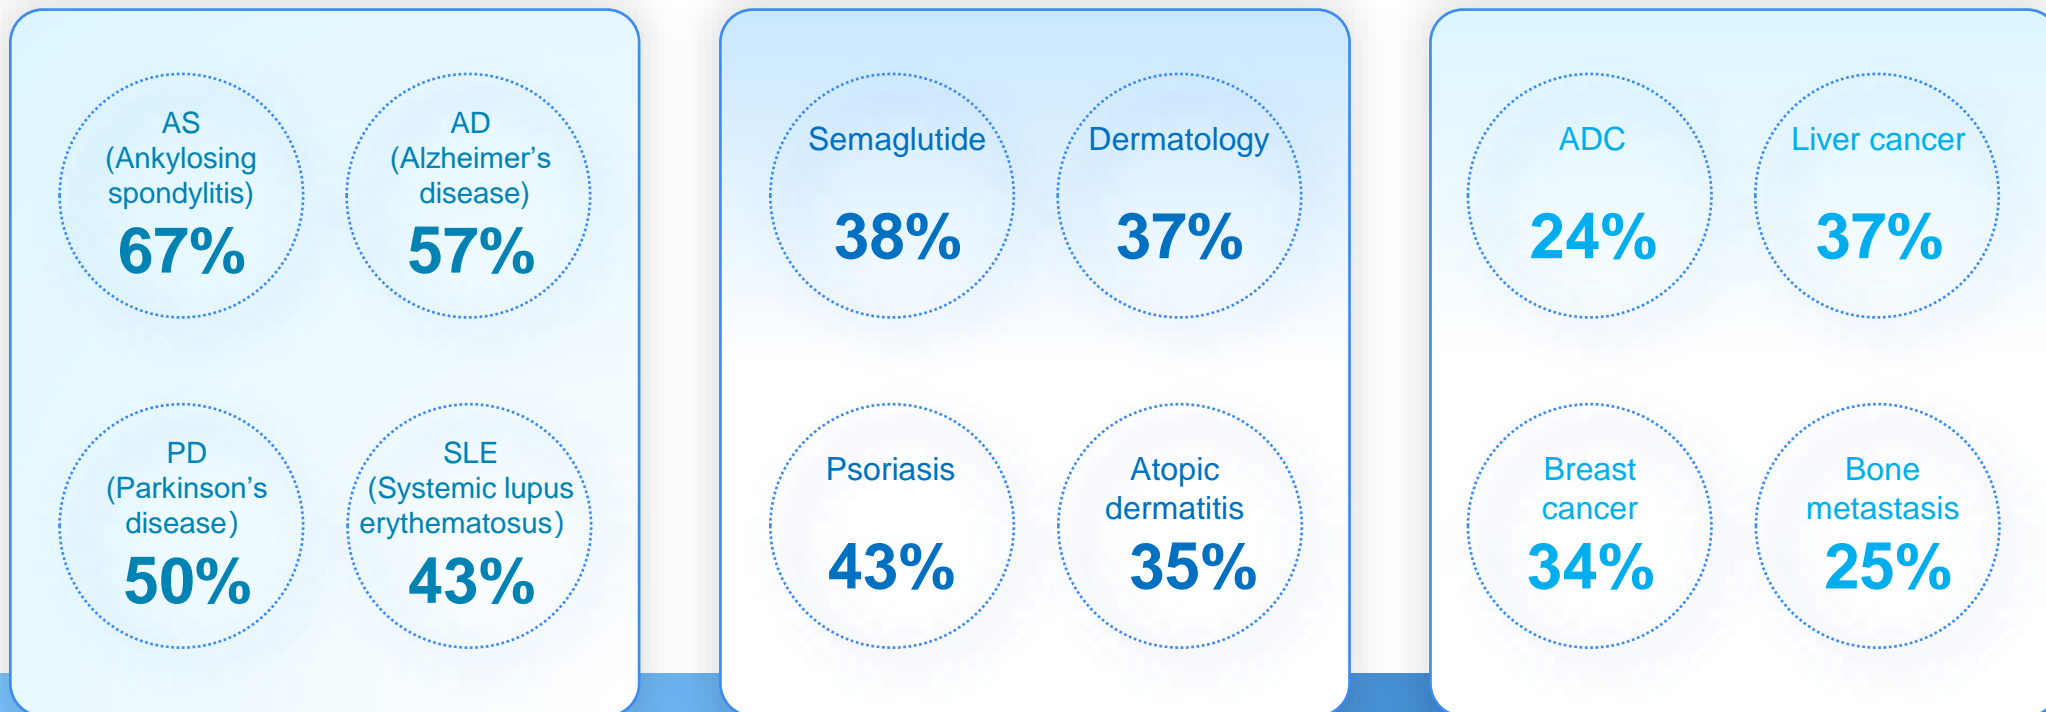 AS
(Ankylosing
spondylitis)
67%
AD
(Alzheimer’s
disease)
57%
PD
(Parkinson’s
disease)
50%
SLE
(Systemic lupus
erythematosus)
43%
Semaglutide
38%
Dermatology
37%
Psoriasis
43%
Atopic
dermatitis
35%
ADC
24%
Liver cancer
37%
Breast
cancer
34%
Bone
metastasis
25%